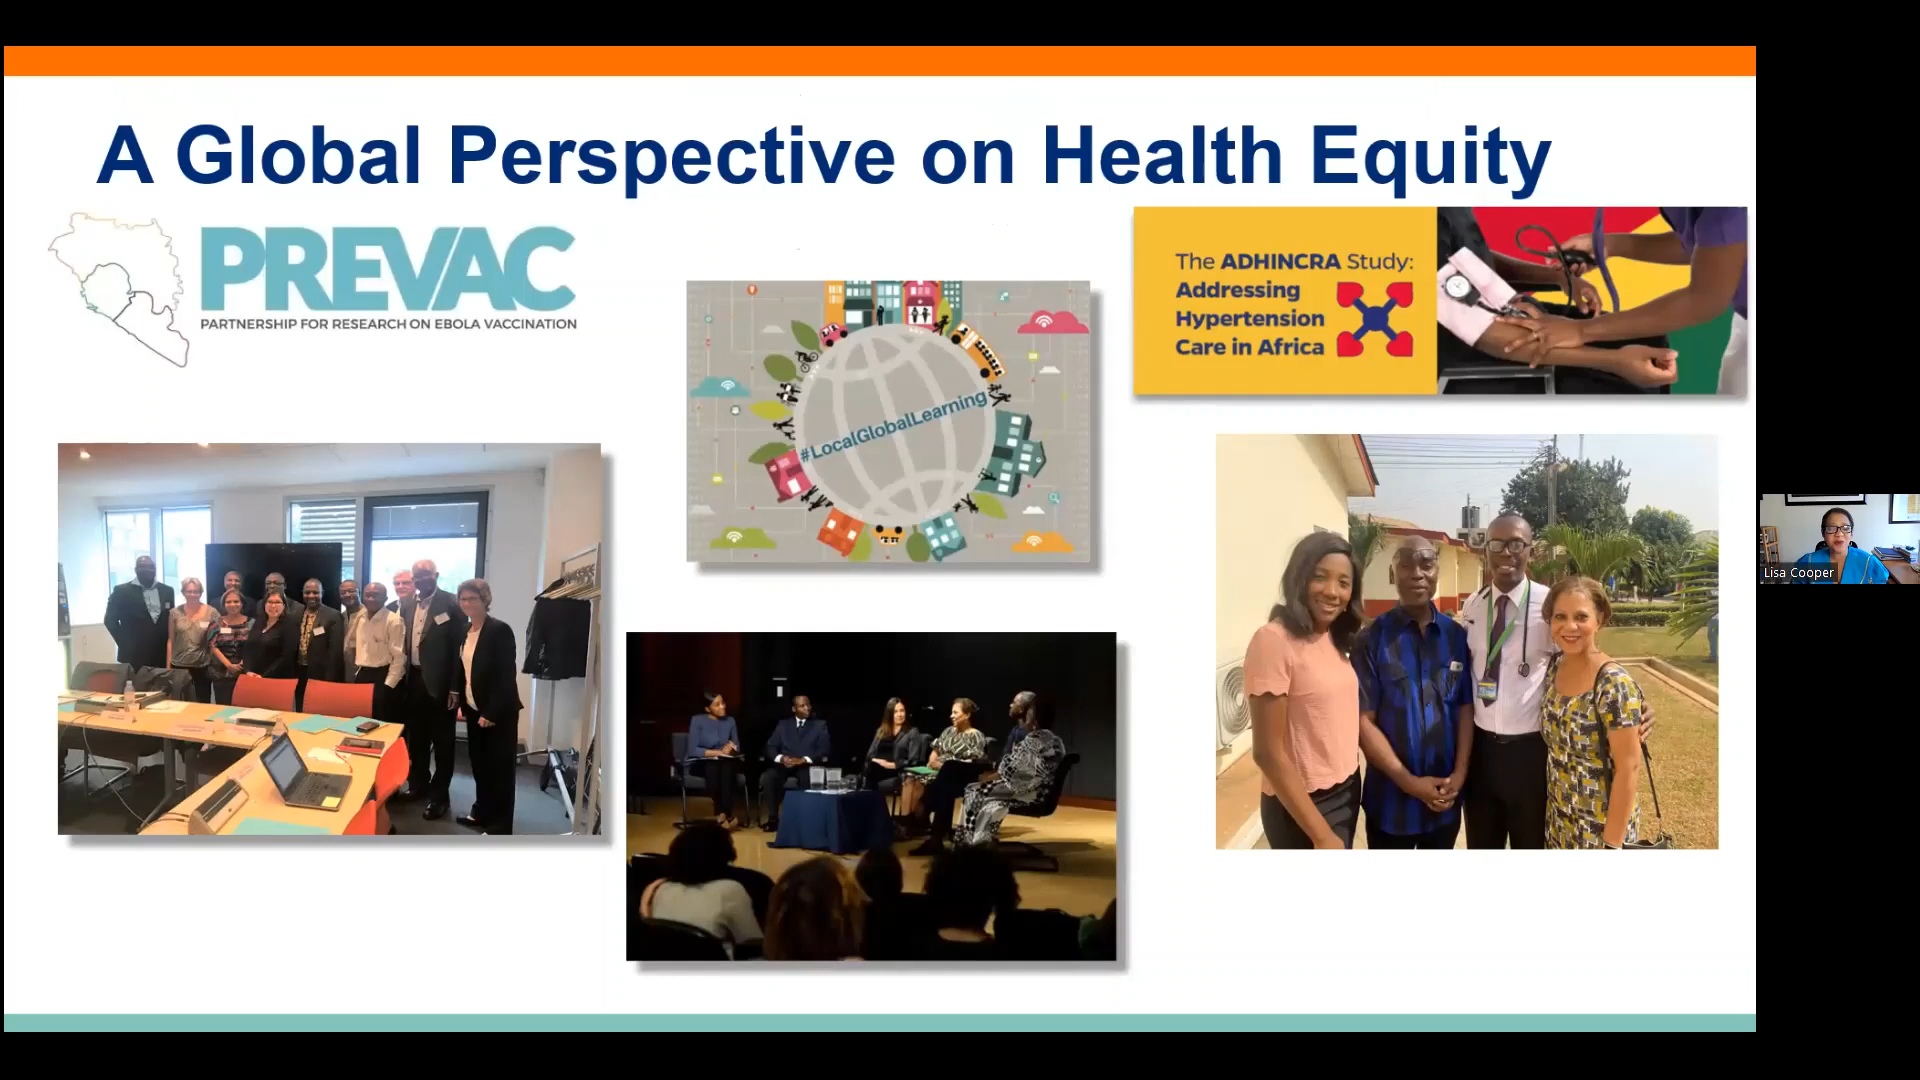 A Global Perspective on Health Equity
PREVAC
PARTNERSHIP FOR RESEARCH ON EBOLA VACCINATION
#LocalGlobalLearning
The ADHINCRA Study:
Addressing
Hypertension
Care in Africa
Lisa Cooper